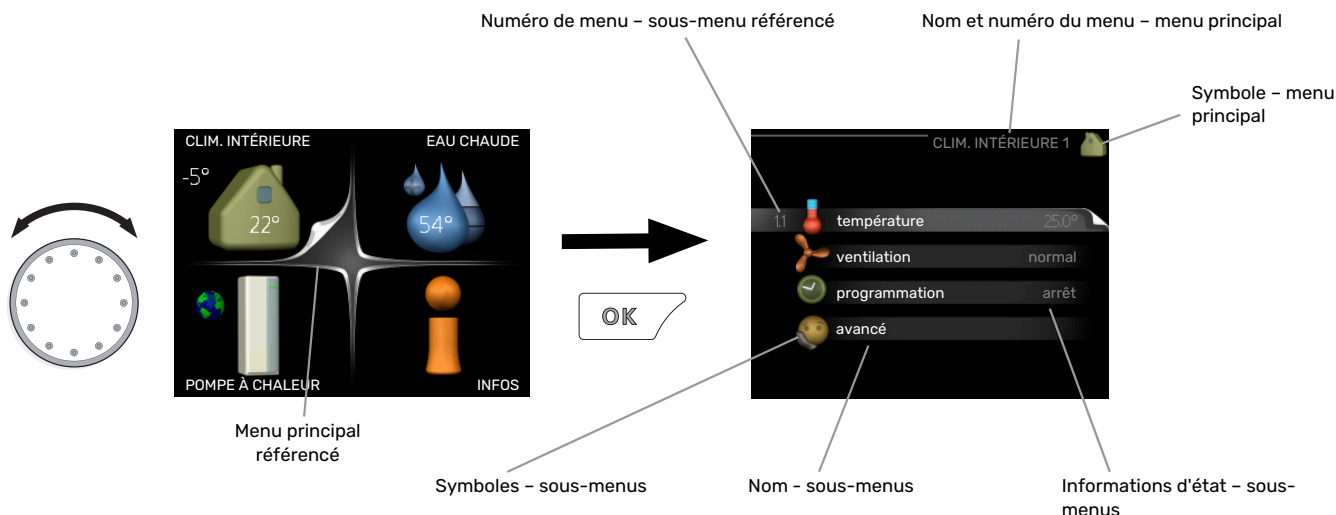 Numéro de menu – sous-menu référencé
Nom et numéro du menu – menu principal
Symbole – menu
principal
CLIM. INTÉRIEURE
EAU CHAUDE
-5°
22°
54°
POMPE À CHALEUR
INFOS
Menu principal
référencé
OK
CLIM. INTÉRIEURE 1
1.1 température 25.0°
ventilation normal
programmation arrêt
avancé
Symboles – sous-menus
Nom - sous-menus
Informations d'état – sous-
menus